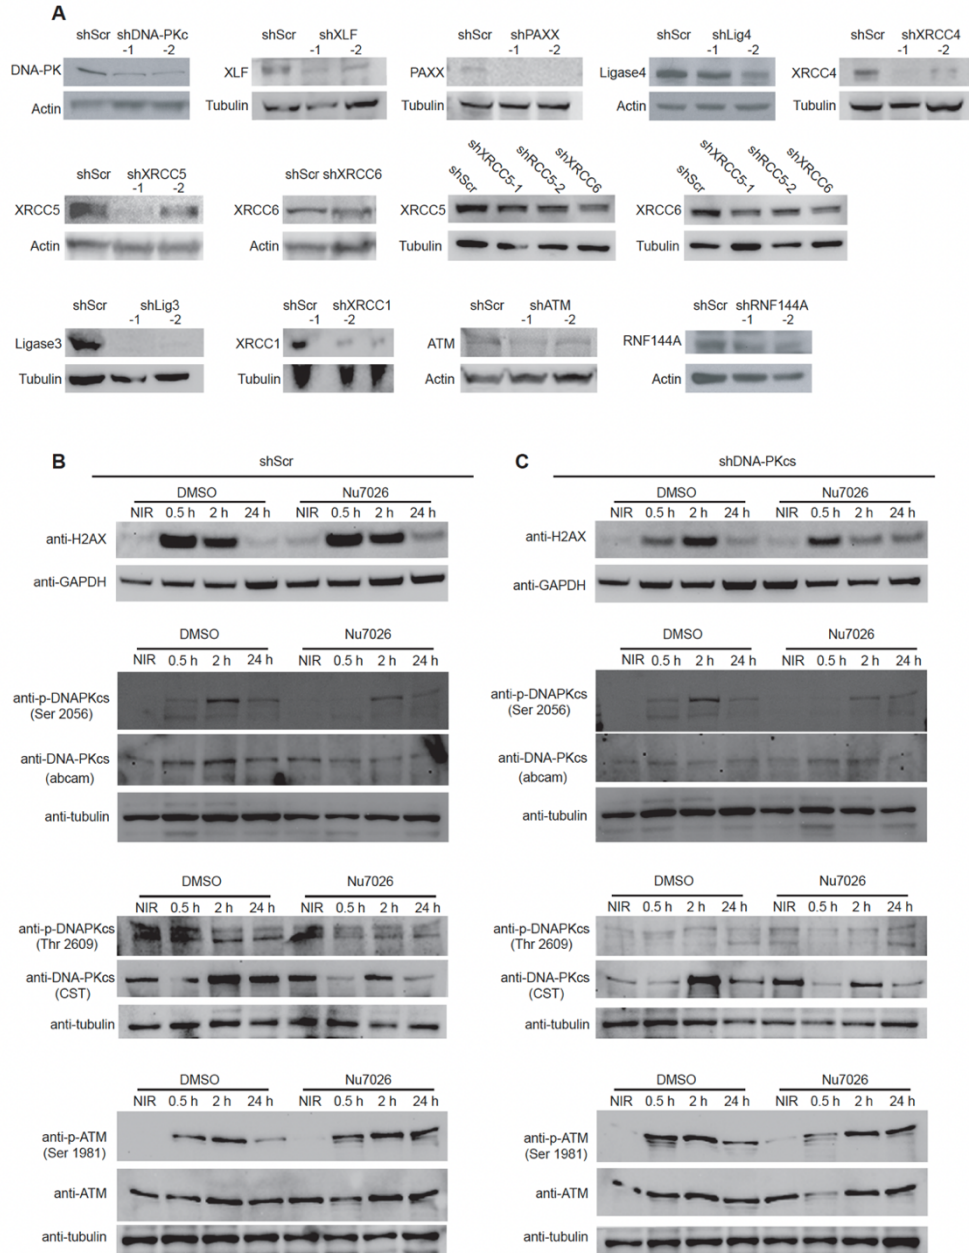 A
shScr shDNA-PKc
-1 -2
DNA-PK
Actin
shScr shXLF
-1 -2
XLF
Tubulin
shScr shPAXX
-1 -2
PAXX
Tubulin
shScr shLig4
-1 -2
Ligase4
Actin
shScr shXRCC4
-1 -2
XRCC4
Tubulin
shScr shXRCC5
-1 -2
XRCC5
Actin
shScr shXRCC6
XRCC6
Actin
shScr shXRCC5-1 shRCC5-2 shXRCC6
XRCC5
Tubulin
shScr shXRCC5-1 shRCC5-2 shXRCC6
XRCC6
Tubulin
shScr shLig3
-1 -2
Ligase3
Tubulin
shScr shXRCC1
-1 -2
XRCC1
Tubulin
shScr shATM
-1 -2
ATM
Actin
shScr shRNF144A
-1 -2
RNF144A
Actin
B
shScr
DMSO Nu7026
NIR 0.5 h 2 h 24 h NIR 0.5 h 2 h 24 h
anti-H2AX
anti-GAPDH
DMSO Nu7026
NIR 0.5 h 2 h 24 h NIR 0.5 h 2 h 24 h
anti-p-DNAPKcs
(Ser 2056)
anti-DNA-PKcs
(abcam)
anti-tubulin
DMSO Nu7026
NIR 0.5 h 2 h 24 h NIR 0.5 h 2 h 24 h
anti-p-DNAPKcs
(Thr 2609)
anti-DNA-PKcs
(CST)
anti-tubulin
DMSO Nu7026
NIR 0.5 h 2 h 24 h NIR 0.5 h 2 h 24 h
anti-p-ATM
(Ser 1981)
anti-ATM
anti-tubulin
C
shDNA-PKcs
DMSO Nu7026
NIR 0.5 h 2 h 24 h NIR 0.5 h 2 h 24 h
anti-H2AX
anti-GAPDH
DMSO Nu7026
NIR 0.5 h 2 h 24 h NIR 0.5 h 2 h 24 h
anti-p-DNAPKcs
(Ser 2056)
anti-DNA-PKcs
(abcam)
anti-tubulin
DMSO Nu7026
NIR 0.5 h 2 h 24 h NIR 0.5 h 2 h 24 h
anti-p-DNAPKcs
(Thr 2609)
anti-DNA-PKcs
(CST)
anti-tubulin
DMSO Nu7026
NIR 0.5 h 2 h 24 h NIR 0.5 h 2 h 24 h
anti-p-ATM
(Ser 1981)
anti-ATM
anti-tubulin